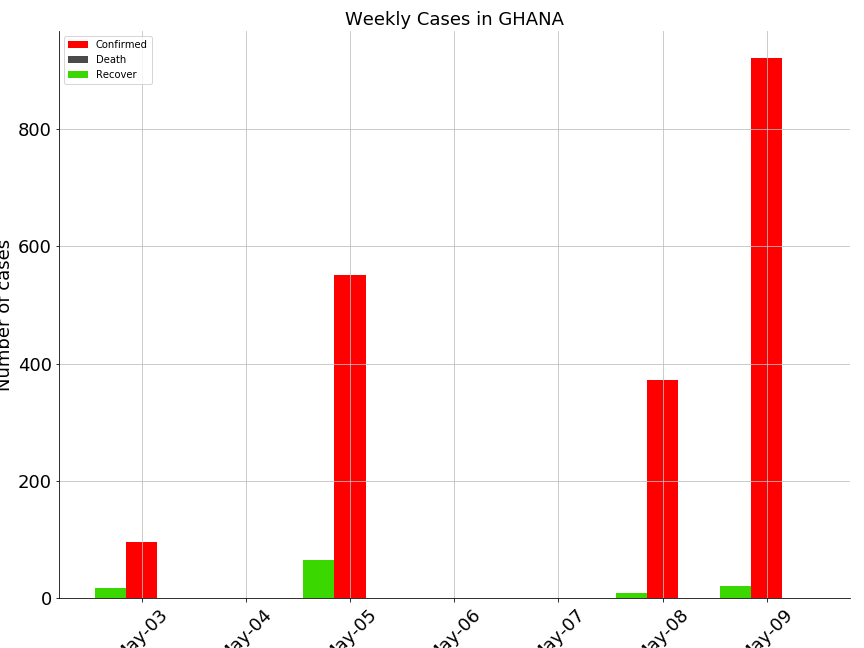 Weekly Cases in GHANA
Confirmed
Death
Recover
Number of cases
800
600
400
200
0
May-03
May-04
May-05
May-06
May-07
May-08
May-09